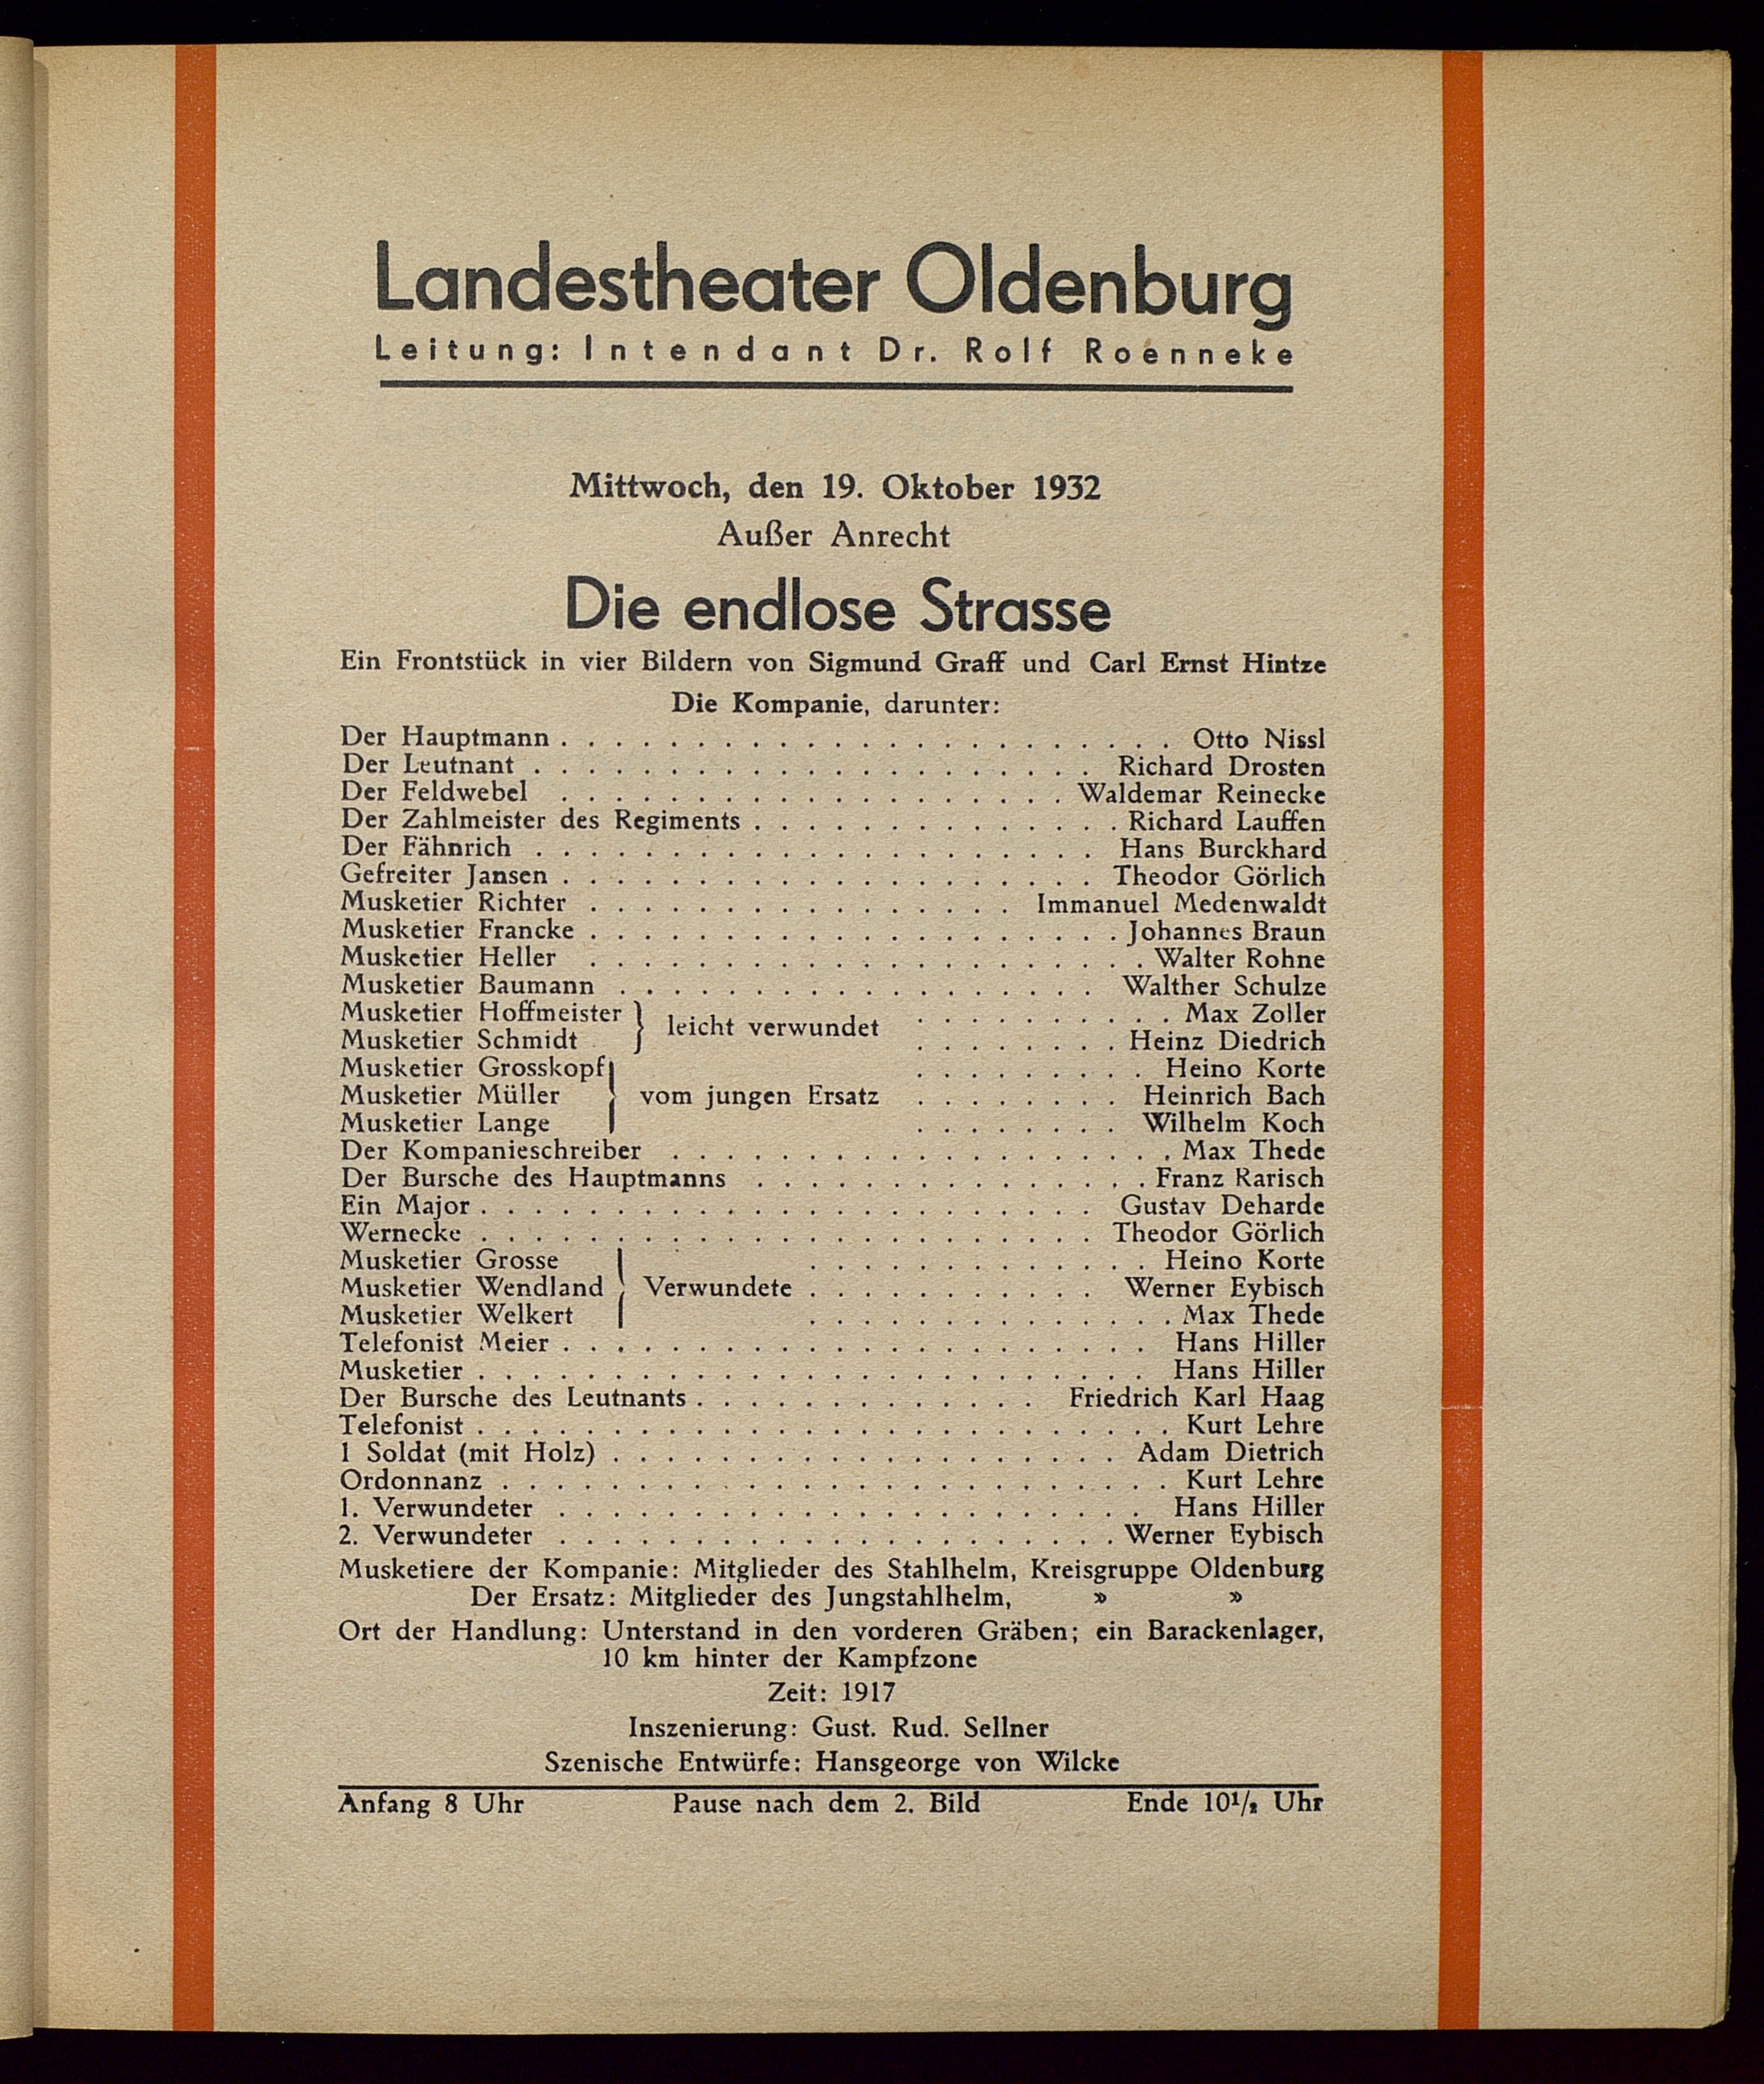 Landestheater Oldenburg
Leitung: Intendant Dr. Rolf Roenneke
Mittwoch, den 19. Oktober 1932
Außer Anrecht
Die endlose Strasse
Ein Frontstück in vier Bildern von Sigmund Graff und Carl Ernst Hintze
Die Kompanie, darunter:
Der Hauptmann . . . . . . . . . . . . . . . . . . . . . . . Otto Nissl
Der Leutnant . . . . . . . . . . . . . . . . . . . . . Richard Drosten
Der Feldwebel . . . . . . . . . . . . . . . . . . . Waldemar Reinecke
Der Zahlmeister des Regiments . . . . . . . . . . . . . . Richard Lauffen
Der Fähnrich . . . . . . . . . . . . . . . . . . . . . Hans Burckhard
Gefreiter Jansen . . . . . . . . . . . . . . . . . . . . Theodor Görlich
Musketier Richter . . . . . . . . . . . . . . . . Immanuel Medenwaldt
Musketier Francke . . . . . . . . . . . . . . . . . . . . Johannes Braun
Musketier Heller . . . . . . . . . . . . . . . . . . . . . Walter Rohne
Musketier Baumann . . . . . . . . . . . . . . . . . . Walther Schulze
Musketier Hoffmeister } leicht verwundet . . . . . . . . . . Max Zoller
Musketier Schmidt . . . . . . . . Heinz Diedrich
Musketier Grosskopf . . . . . . . . . Heino Korte
Musketier Müller } vom jungen Ersatz . . . . . . . . Heinrich Bach
Musketier Lange . . . . . . . . Wilhelm Koch
Der Kompanieschreiber . . . . . . . . . . . . . . . . . . . Max Thede
Der Bursche des Hauptmanns . . . . . . . . . . . . . . . Franz Rarisch
Ein Major . . . . . . . . . . . . . . . . . . . . . . . Gustav Deharde
Wernecke . . . . . . . . . . . . . . . . . . . . . . . Theodor Görlich
Musketier Grosse . . . . . . . . . . . . . Heino Korte
Musketier Wendland } Verwundete . . . . . . . . . . . Werner Eybisch
Musketier Welkert . . . . . . . . . . . . . . Max Thede
Telefonist Meier . . . . . . . . . . . . . . . . . . . . . . Hans Hiller
Musketier . . . . . . . . . . . . . . . . . . . . . . . . . Hans Hiller
Der Bursche des Leutnants . . . . . . . . . . . . . Friedrich Karl Haag
Telefonist . . . . . . . . . . . . . . . . . . . . . . . . . . Kurt Lehre
1 Soldat (mit Holz) . . . . . . . . . . . . . . . . . . . Adam Dietrich
Ordonnanz . . . . . . . . . . . . . . . . . . . . . . . . . Kurt Lehre
1. Verwundeter . . . . . . . . . . . . . . . . . . . . . . Hans Hiller
2. Verwundeter . . . . . . . . . . . . . . . . . . . . . Werner Eybisch
Musketiere der Kompanie: Mitglieder des Stahlhelm, Kreisgruppe Oldenburg
Der Ersatz: Mitglieder des Jungstahlhelm, » »
Ort der Handlung: Unterstand in den vorderen Gräben; ein Barackenlager,
10 km hinter der Kampfzone
Zeit: 1917
Inszenierung: Gust. Rud. Sellner
Szenische Entwürfe: Hansgeorge von Wilcke
Anfang 8 Uhr Pause nach dem 2. Bild Ende 10¹/₂ Uhr